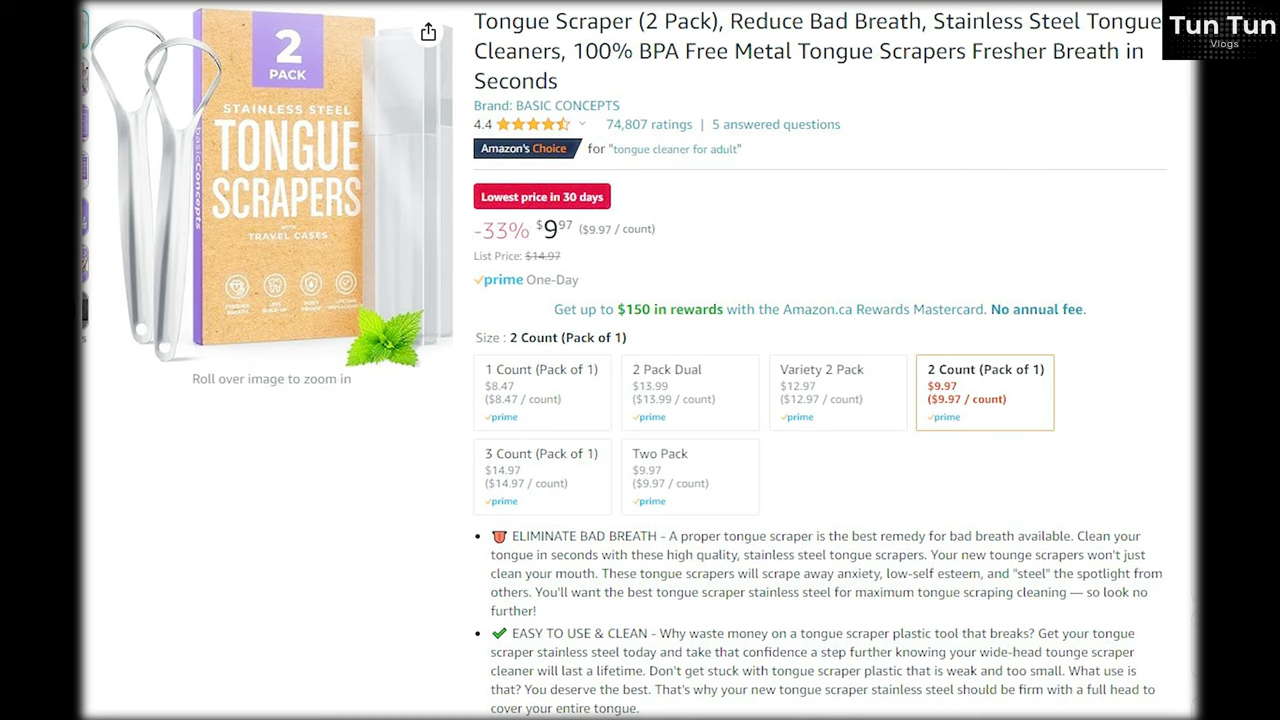 Tun Tun
Vlogs
2
PACK
STAINLESS STEEL
TONGUE
SCRAPERS
WITH
TRAVEL CASES
basicConcepts
Roll over image to zoom in
Tongue Scraper (2 Pack), Reduce Bad Breath, Stainless Steel Tongue
Cleaners, 100% BPA Free Metal Tongue Scrapers Fresher Breath in
Seconds
Brand: BASIC CONCEPTS
4.4 74,807 ratings | 5 answered questions
Amazon's Choice for "tongue cleaner for adult"
Lowest price in 30 days
-33% $9 97 ($9.97 / count)
List Price: $14.97
prime One-Day
Get up to $150 in rewards with the Amazon.ca Rewards Mastercard. No annual fee.
Size : 2 Count (Pack of 1)
1 Count (Pack of 1) 2 Pack Dual Variety 2 Pack 2 Count (Pack of 1)
$8.47 $13.99 $12.97 $9.97
($8.47 / count) ($13.99 / count) ($12.97 / count) ($9.97 / count)
prime prime prime prime
3 Count (Pack of 1) Two Pack
$14.97 $9.97
($14.97 / count) ($9.97 / count)
prime prime
ELIMINATE BAD BREATH - A proper tongue scraper is the best remedy for bad breath available. Clean your
tongue in seconds with these high quality, stainless steel tongue scrapers. Your new tounge scrapers won't just
clean your mouth. These tongue scrapers will scrape away anxiety, low-self esteem, and "steel" the spotlight from
others. You'll want the best tongue scraper stainless steel for maximum tongue scraping cleaning — so look no
further!
EASY TO USE & CLEAN - Why waste money on a tongue scraper plastic tool that breaks? Get your tongue
scraper stainless steel today and take that confidence a step further knowing your wide-head tounge scraper
cleaner will last a lifetime. Don't get stuck with tongue scraper plastic that is weak and too small. What use is
that? You deserve the best. That's why your new tongue scraper stainless steel should be firm with a full head to
cover your entire tongue.